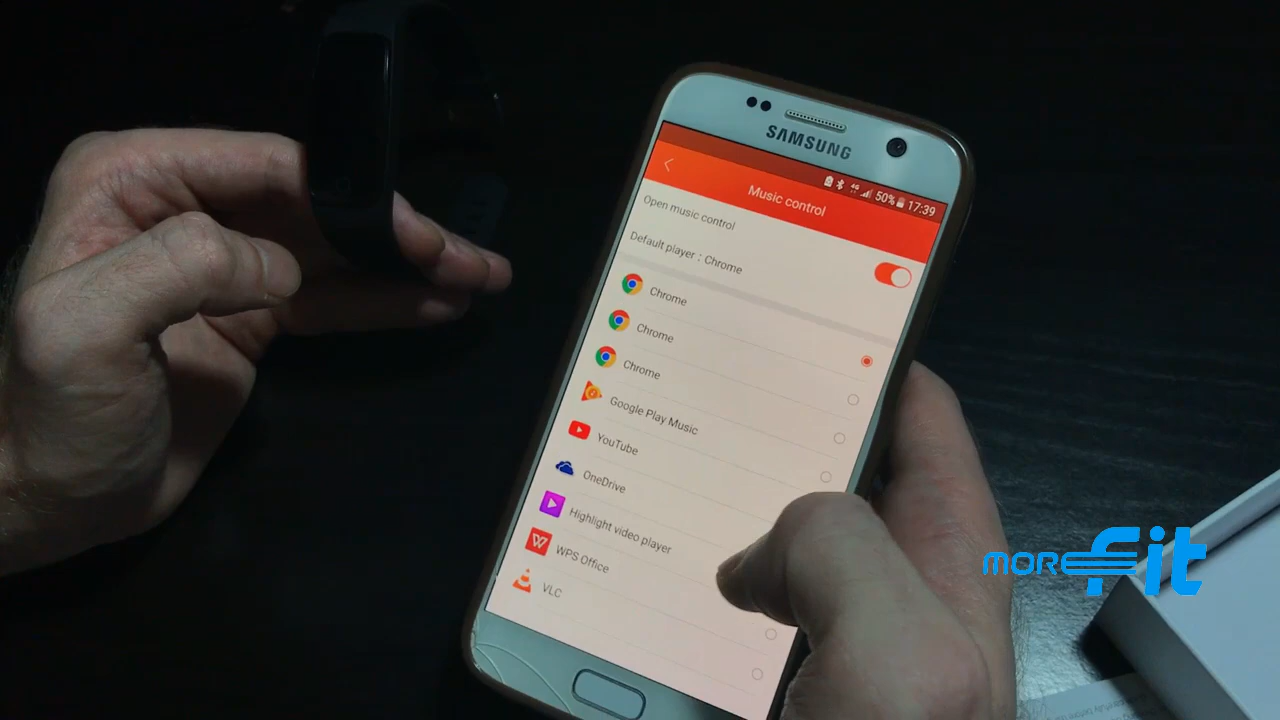 SAMSUNG
4G 50% 17:39
Music control
Open music control
Default player : Chrome
Chrome
Chrome
Chrome
Google Play Music
YouTube
OneDrive
Highlight video player
WPS Office
VLC
MOREFit